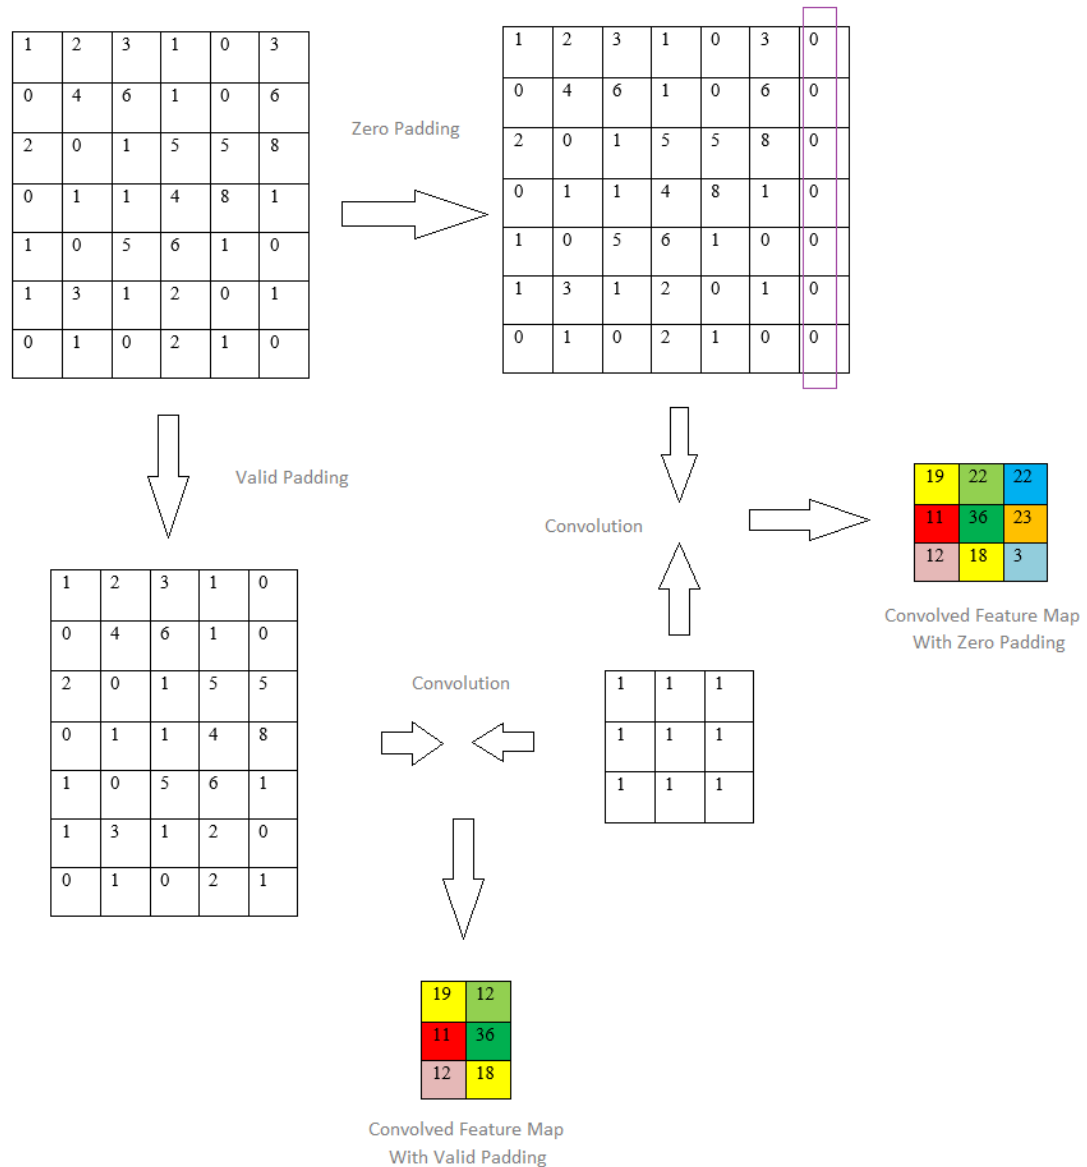 1 2 3 1 0 3
0 4 6 1 0 6
2 0 1 5 5 8
0 1 1 4 8 1
1 0 5 6 1 0
1 3 1 2 0 1
0 1 0 2 1 0
Zero Padding
1 2 3 1 0 3 0
0 4 6 1 0 6 0
2 0 1 5 5 8 0
0 1 1 4 8 1 0
1 0 5 6 1 0 0
1 3 1 2 0 1 0
0 1 0 2 1 0 0
Valid Padding
Convolution
19 22 22
11 36 23
12 18 3
Convolved Feature Map
With Zero Padding
1 2 3 1 0
0 4 6 1 0
2 0 1 5 5
0 1 1 4 8
1 0 5 6 1
1 3 1 2 0
0 1 0 2 1
Convolution
1 1 1
1 1 1
1 1 1
19 12
11 36
12 18
Convolved Feature Map
With Valid Padding